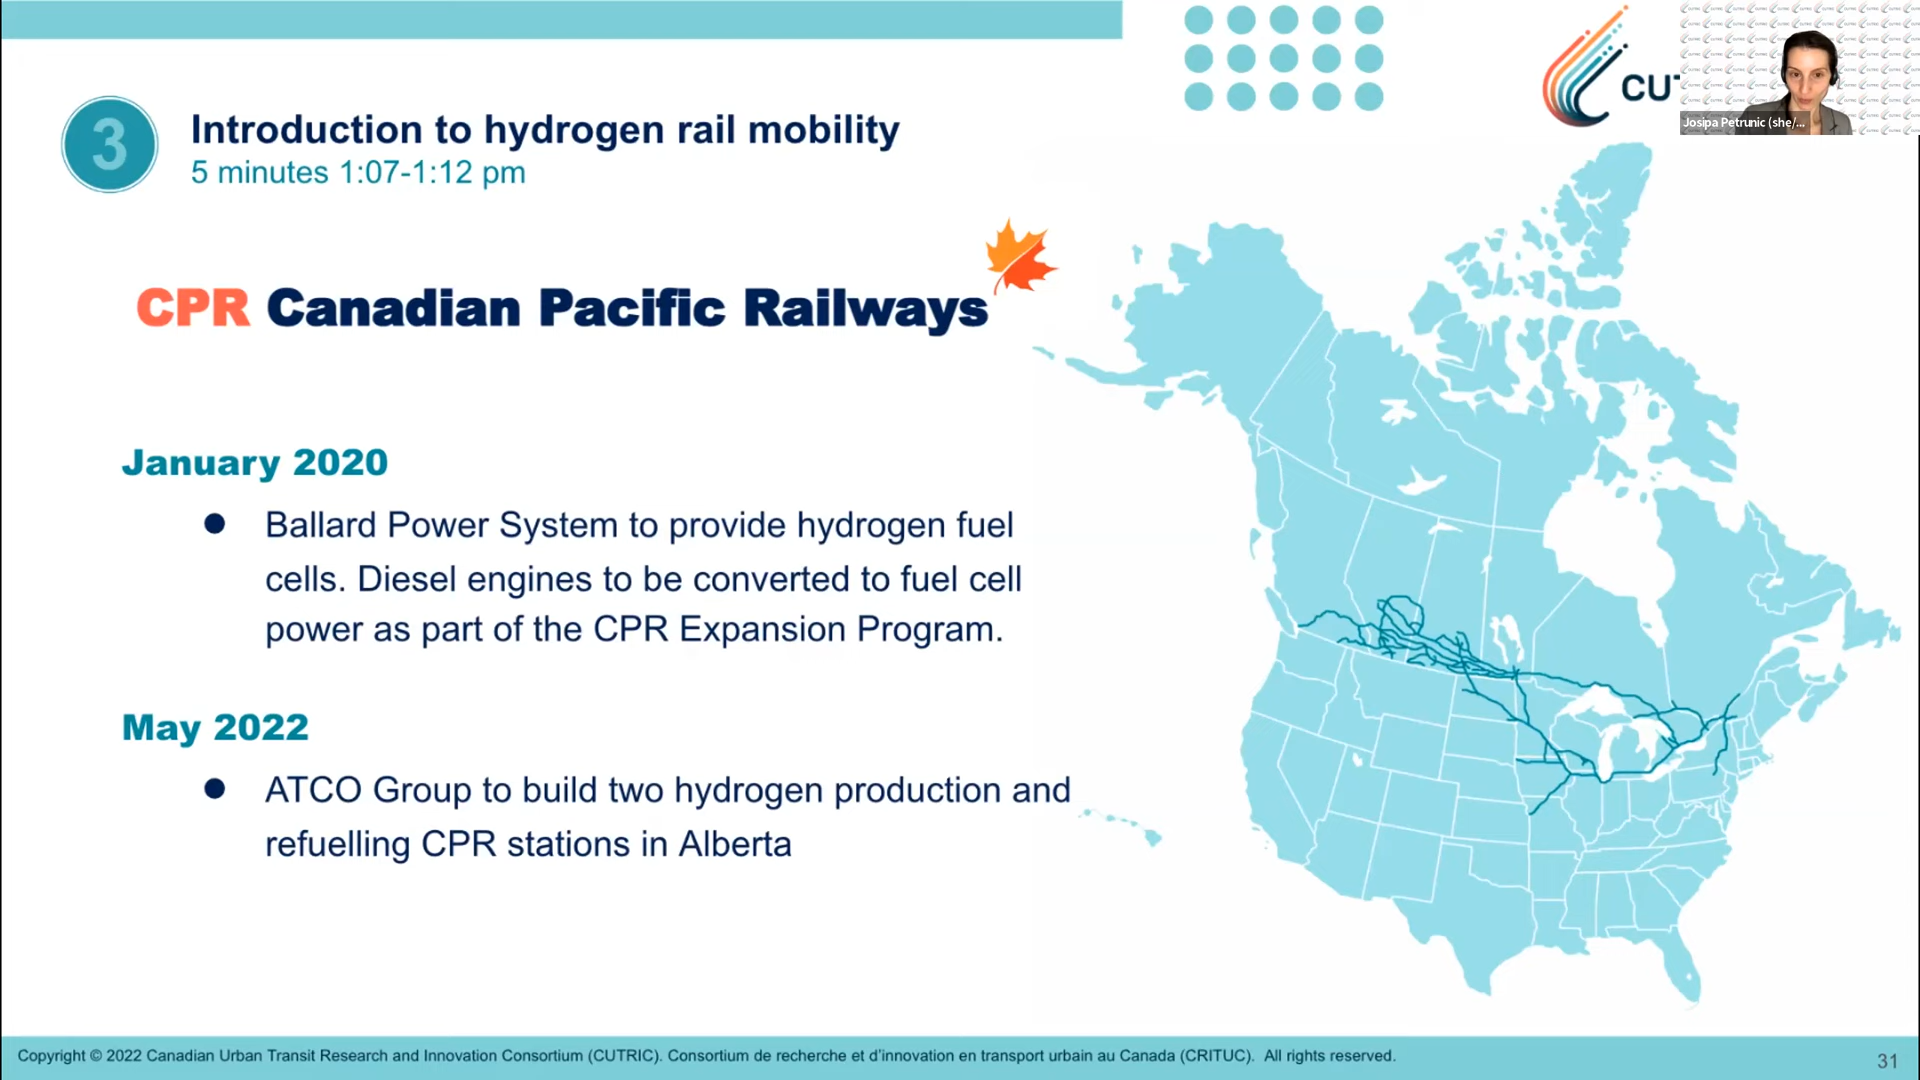 CU
Josipa Petrunic (she/...
3
Introduction to hydrogen rail mobility
5 minutes 1:07-1:12 pm
CPR Canadian Pacific Railways
January 2020
● Ballard Power System to provide hydrogen fuel
cells. Diesel engines to be converted to fuel cell
power as part of the CPR Expansion Program.
May 2022
● ATCO Group to build two hydrogen production and
refuelling CPR stations in Alberta
Copyright © 2022 Canadian Urban Transit Research and Innovation Consortium (CUTRIC). Consortium de recherche et d'innovation en transport urbain au Canada (CRITUC). All rights reserved.
31